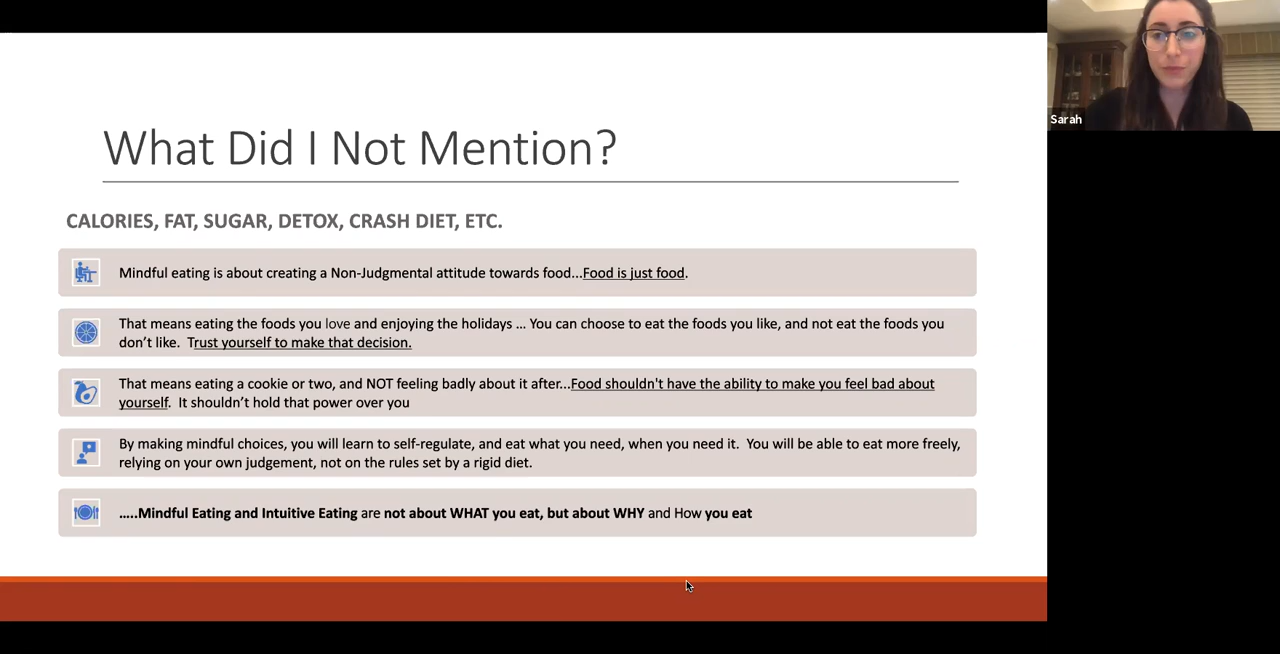 What Did I Not Mention?
CALORIES, FAT, SUGAR, DETOX, CRASH DIET, ETC.
Mindful eating is about creating a Non-Judgmental attitude towards food...Food is just food.
That means eating the foods you love and enjoying the holidays ... You can choose to eat the foods you like, and not eat the foods you
don't like.  Trust yourself to make that decision.
That means eating a cookie or two, and NOT feeling badly about it after...Food shouldn't have the ability to make you feel bad about
yourself.  It shouldn't hold that power over you
By making mindful choices, you will learn to self-regulate, and eat what you need, when you need it.  You will be able to eat more freely,
relying on your own judgement, not on the rules set by a rigid diet.
.....Mindful Eating and Intuitive Eating are not about WHAT you eat, but about WHY and How you eat
Sarah